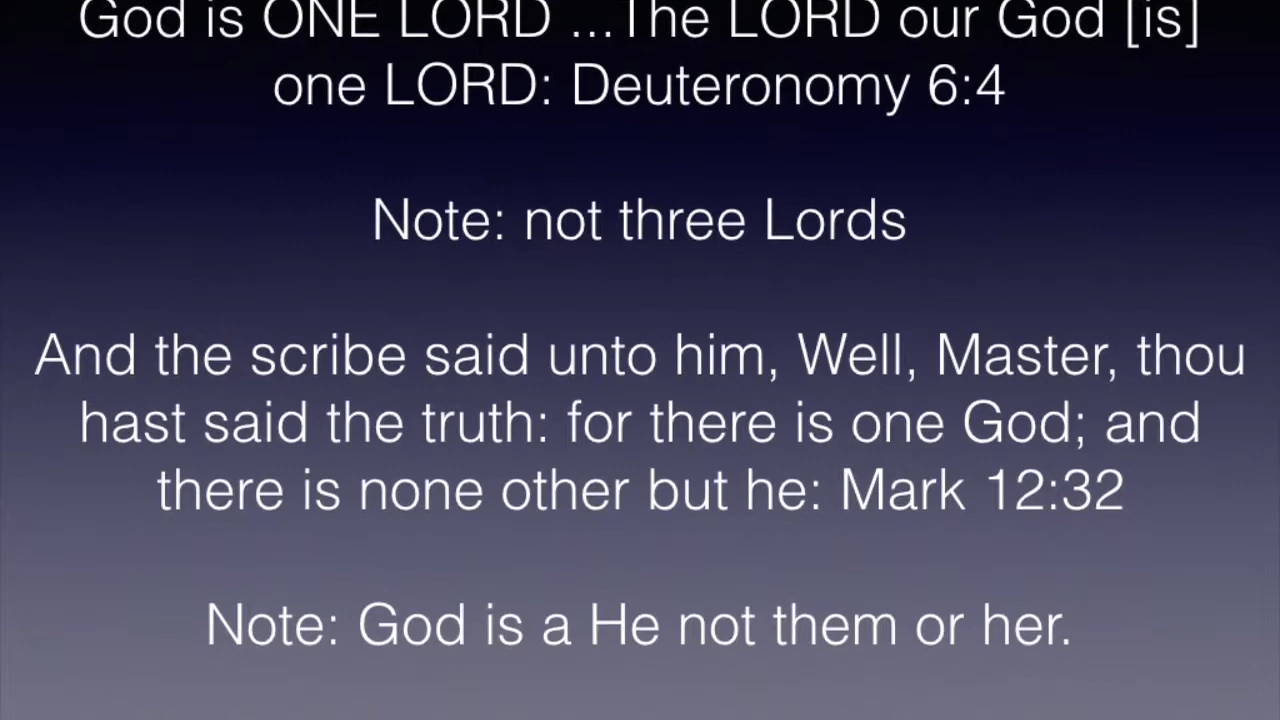 God is ONE LORD ...The LORD our God [is]
one LORD: Deuteronomy 6:4
Note: not three Lords
And the scribe said unto him, Well, Master, thou
hast said the truth: for there is one God; and
there is none other but he: Mark 12:32
Note: God is a He not them or her.